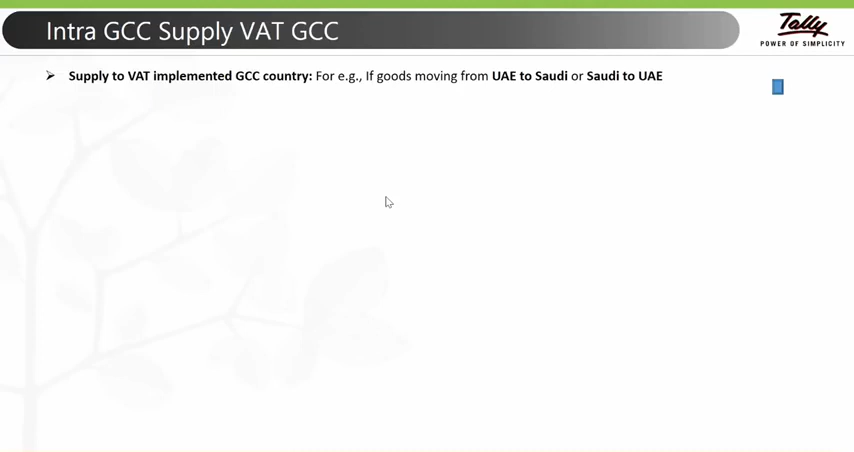 Intra GCC Supply VAT GCC
Tally
POWER OF SIMPLICITY
➤ Supply to VAT implemented GCC country: For e.g., If goods moving from UAE to Saudi or Saudi to UAE